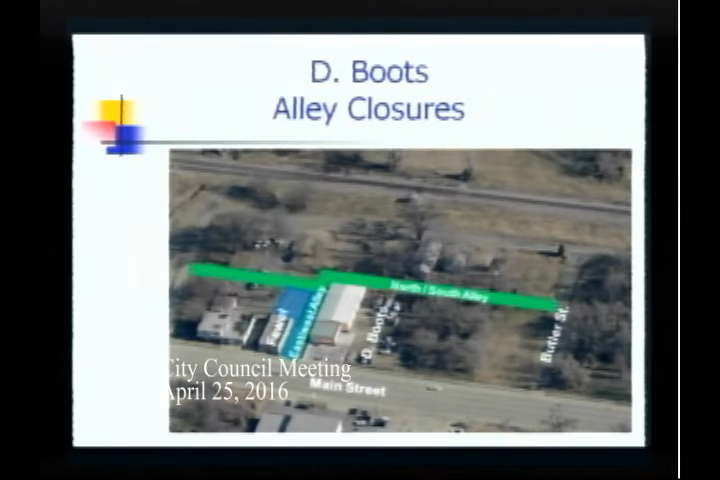 D. Boots
Alley Closures
North / South Alley
East/west Alley
D. Boots
Butler St.
City Council Meeting
April 25, 2016
Main Street